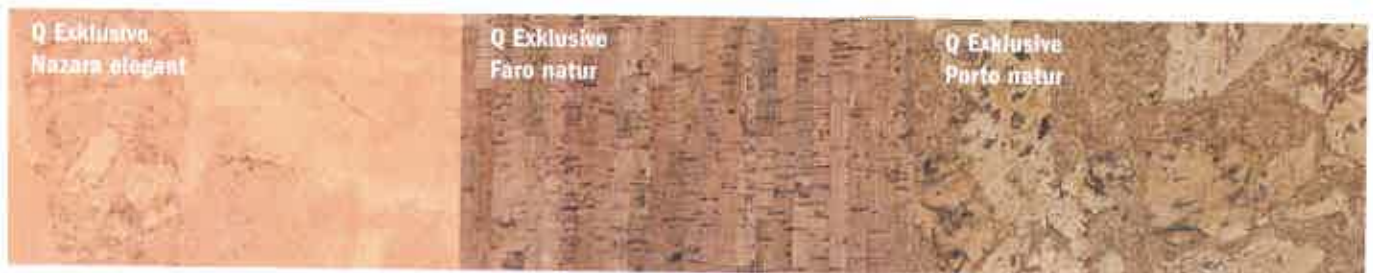 Q Exklusive
Nazara elegant
Q Exklusive
Faro natur
Q Exklusive
Porto natur